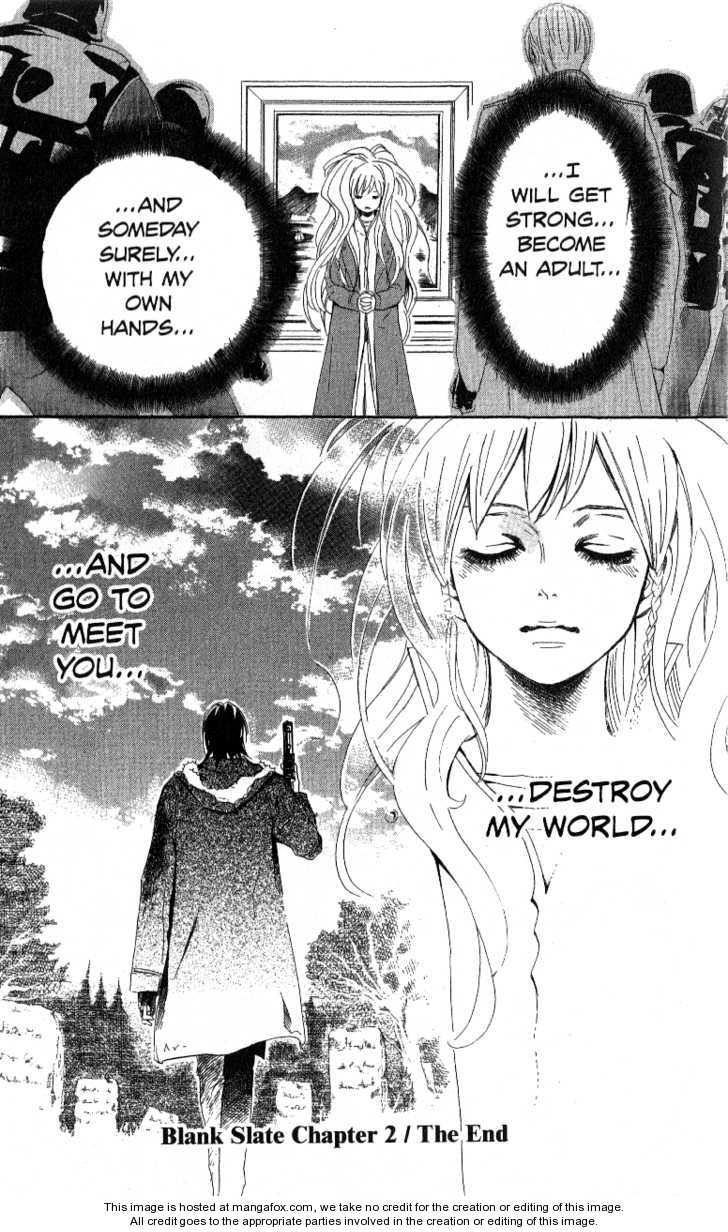 ...I
WILL GET
STRONG...
BECOME
AN ADULT...
...AND
SOMEDAY
SURELY...
WITH MY
OWN
HANDS...
...DESTROY
MY WORLD...
...AND
GO TO
MEET
YOU...
Blank Slate Chapter 2 / The End
This image is hosted at mangafox.com, we take no credit for the creation or editing of this image.
All credit goes to the appropriate parties involved in the creation or editing of this image.